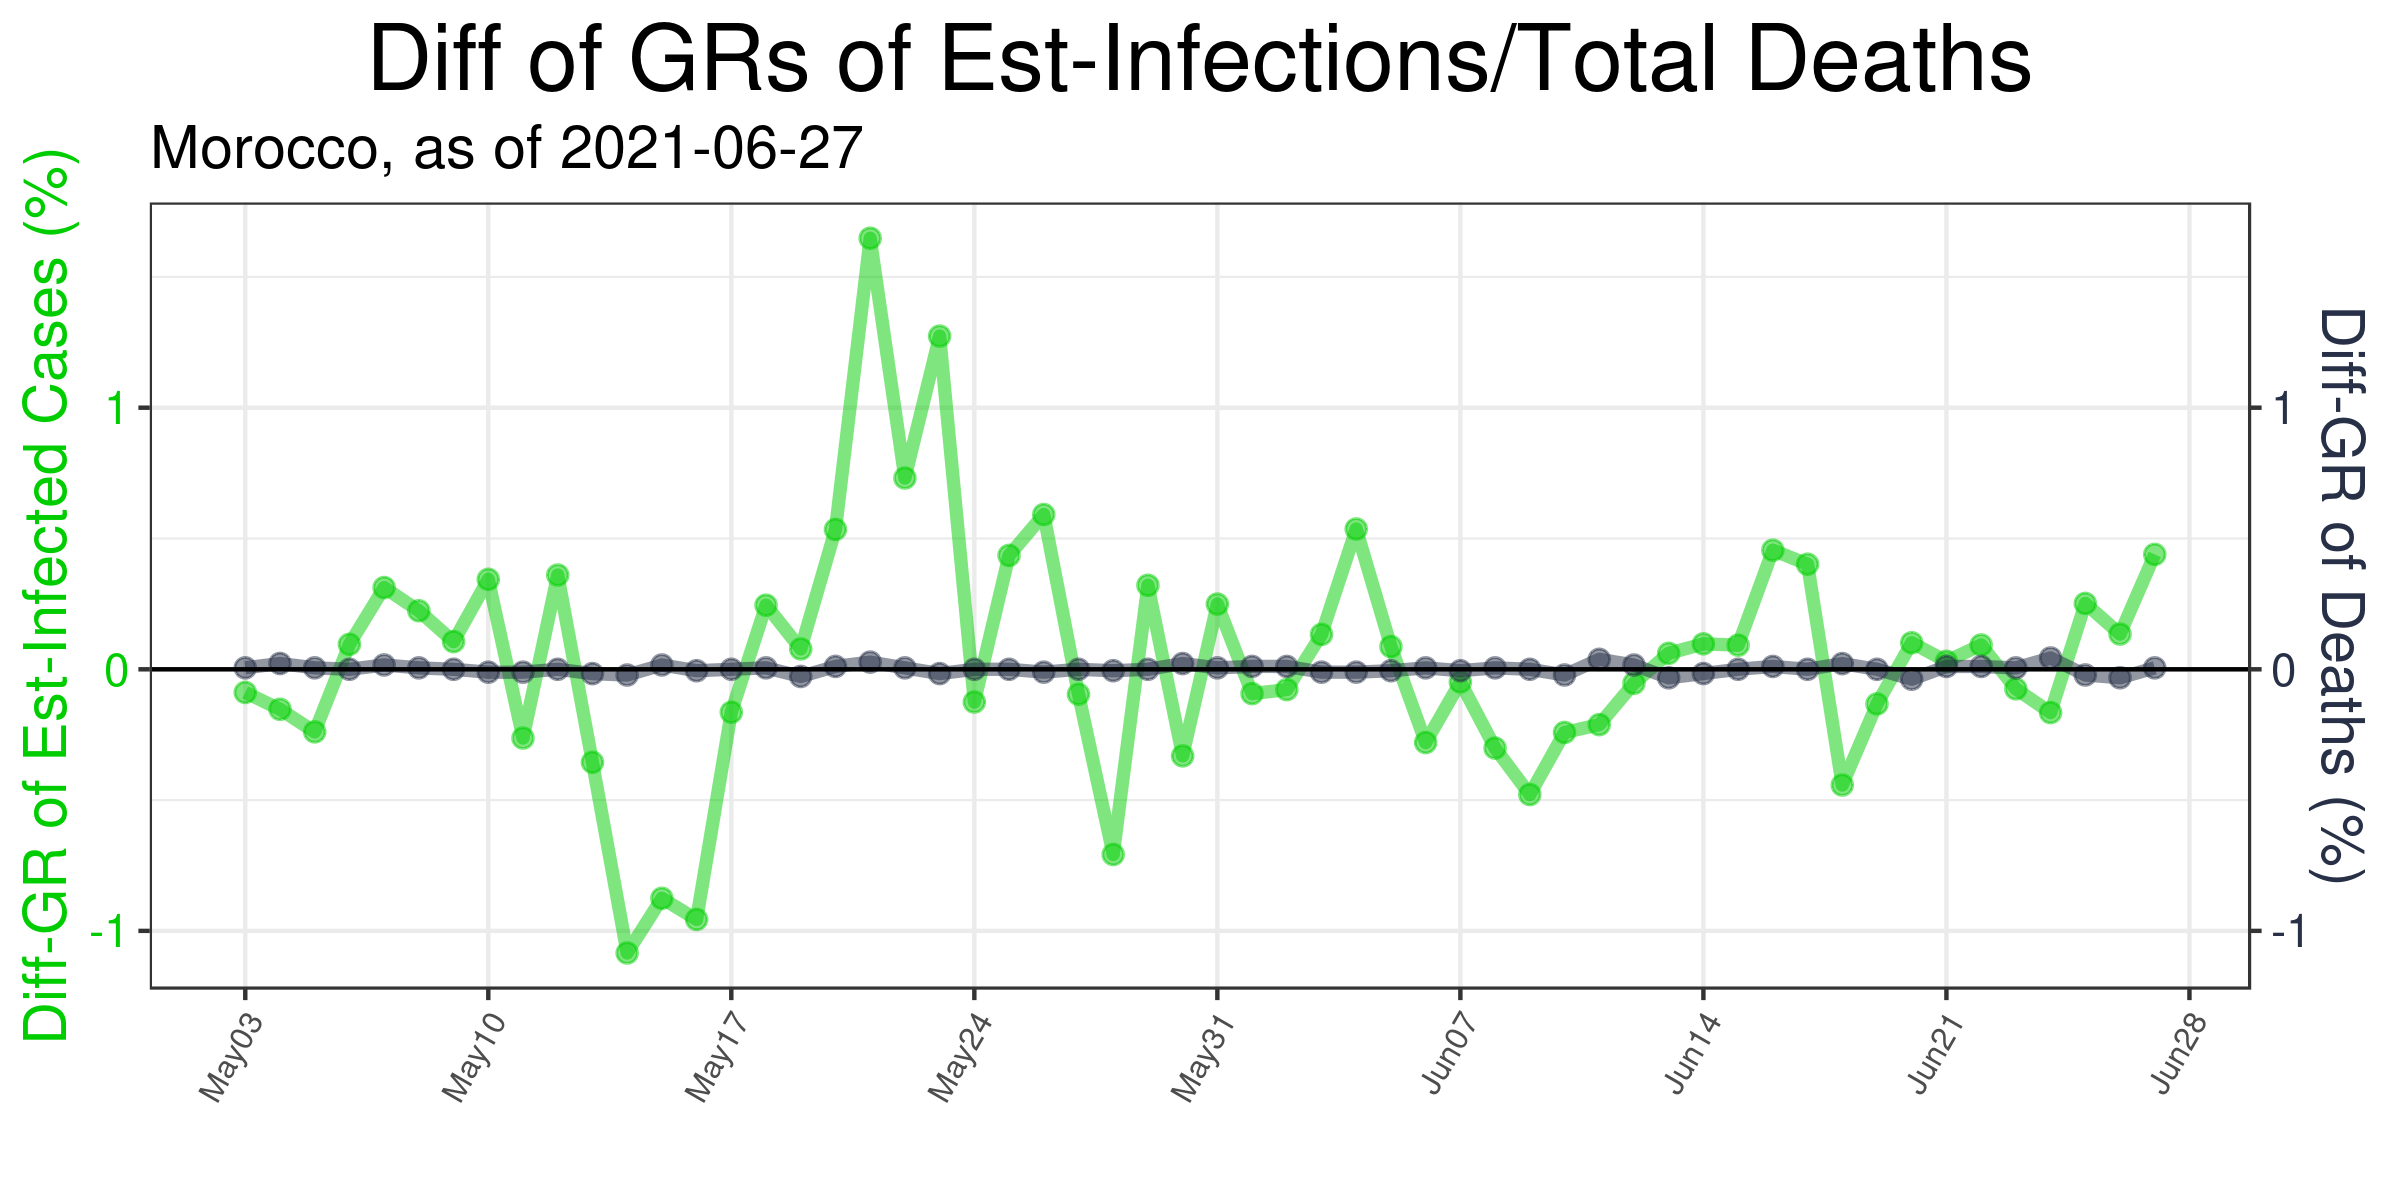 Diff of GRs of Est-Infections/Total Deaths
Morocco, as of 2021-06-27
Diff-GR of Est-Infected Cases (%)
1
0
-1
1
0
-1
Diff-GR of Deaths (%)
May03
May10
May17
May24
May31
Jun07
Jun14
Jun21
Jun28